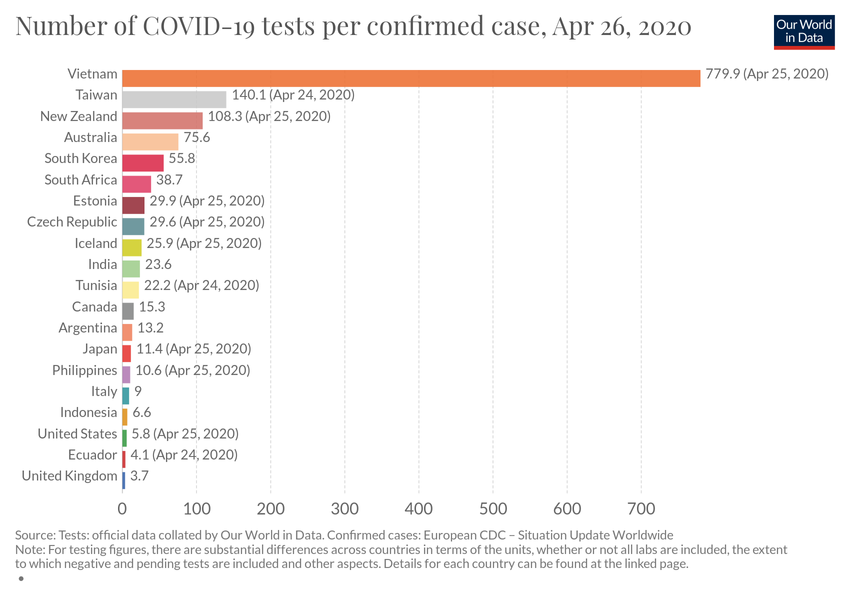 Number of COVID-19 tests per confirmed case, Apr 26, 2020
Our World
in Data
Vietnam 779.9 (Apr 25, 2020)
Taiwan 140.1 (Apr 24, 2020)
New Zealand 108.3 (Apr 25, 2020)
Australia 75.6
South Korea 55.8
South Africa 38.7
Estonia 29.9 (Apr 25, 2020)
Czech Republic 29.6 (Apr 25, 2020)
Iceland 25.9 (Apr 25, 2020)
India 23.6
Tunisia 22.2 (Apr 24, 2020)
Canada 15.3
Argentina 13.2
Japan 11.4 (Apr 25, 2020)
Philippines 10.6 (Apr 25, 2020)
Italy 9
Indonesia 6.6
United States 5.8 (Apr 25, 2020)
Ecuador 4.1 (Apr 24, 2020)
United Kingdom 3.7
0 100 200 300 400 500 600 700
Source: Tests: official data collated by Our World in Data. Confirmed cases: European CDC – Situation Update Worldwide
Note: For testing figures, there are substantial differences across countries in terms of the units, whether or not all labs are included, the extent
to which negative and pending tests are included and other aspects. Details for each country can be found at the linked page.
•